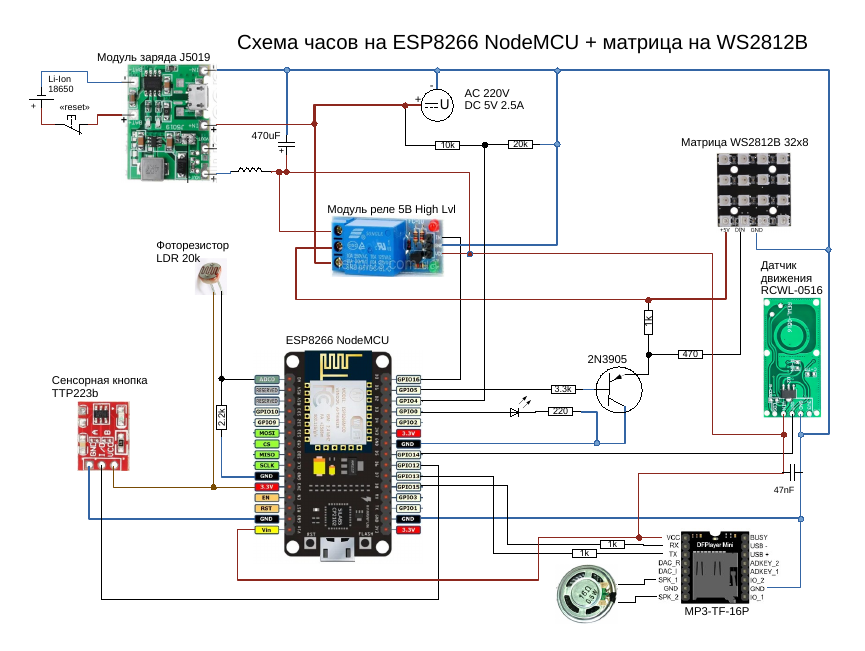 Схема часов на ESP8266 NodeMCU + матрица на WS2812B
Модуль заряда J5019
Li-Ion
18650
«reset»
J5019
470uF
AC 220V
DC 5V 2.5A
U
10k
20k
Матрица WS2812B 32x8
+5V DIN GND
Модуль реле 5В High Lvl
Фоторезистор
LDR 20k
Датчик
движения
RCWL-0516
1k
470
2N3905
3.3k
220
ESP8266 NodeMCU
Сенсорная кнопка
TTP223b
2.2k
ADC0
RESERVED
RESERVED
GPIO10
GPIO9
MOSI
CS
MISO
SCLK
GND
3.3V
EN
RST
GND
Vin
GPIO16
GPIO5
GPIO4
GPIO0
GPIO2
3.3V
GND
GPIO14
GPIO12
GPIO13
GPIO15
GPIO3
GPIO1
GND
3.3V
RST
FLASH
47nF
1k
1k
VCC
RX
TX
DAC_R
DAC_I
SPK_1
GND
SPK_2
DFPlayer Mini
BUSY
USB -
USB +
ADKEY_2
ADKEY_1
IO_2
GND
IO_1
MP3-TF-16P